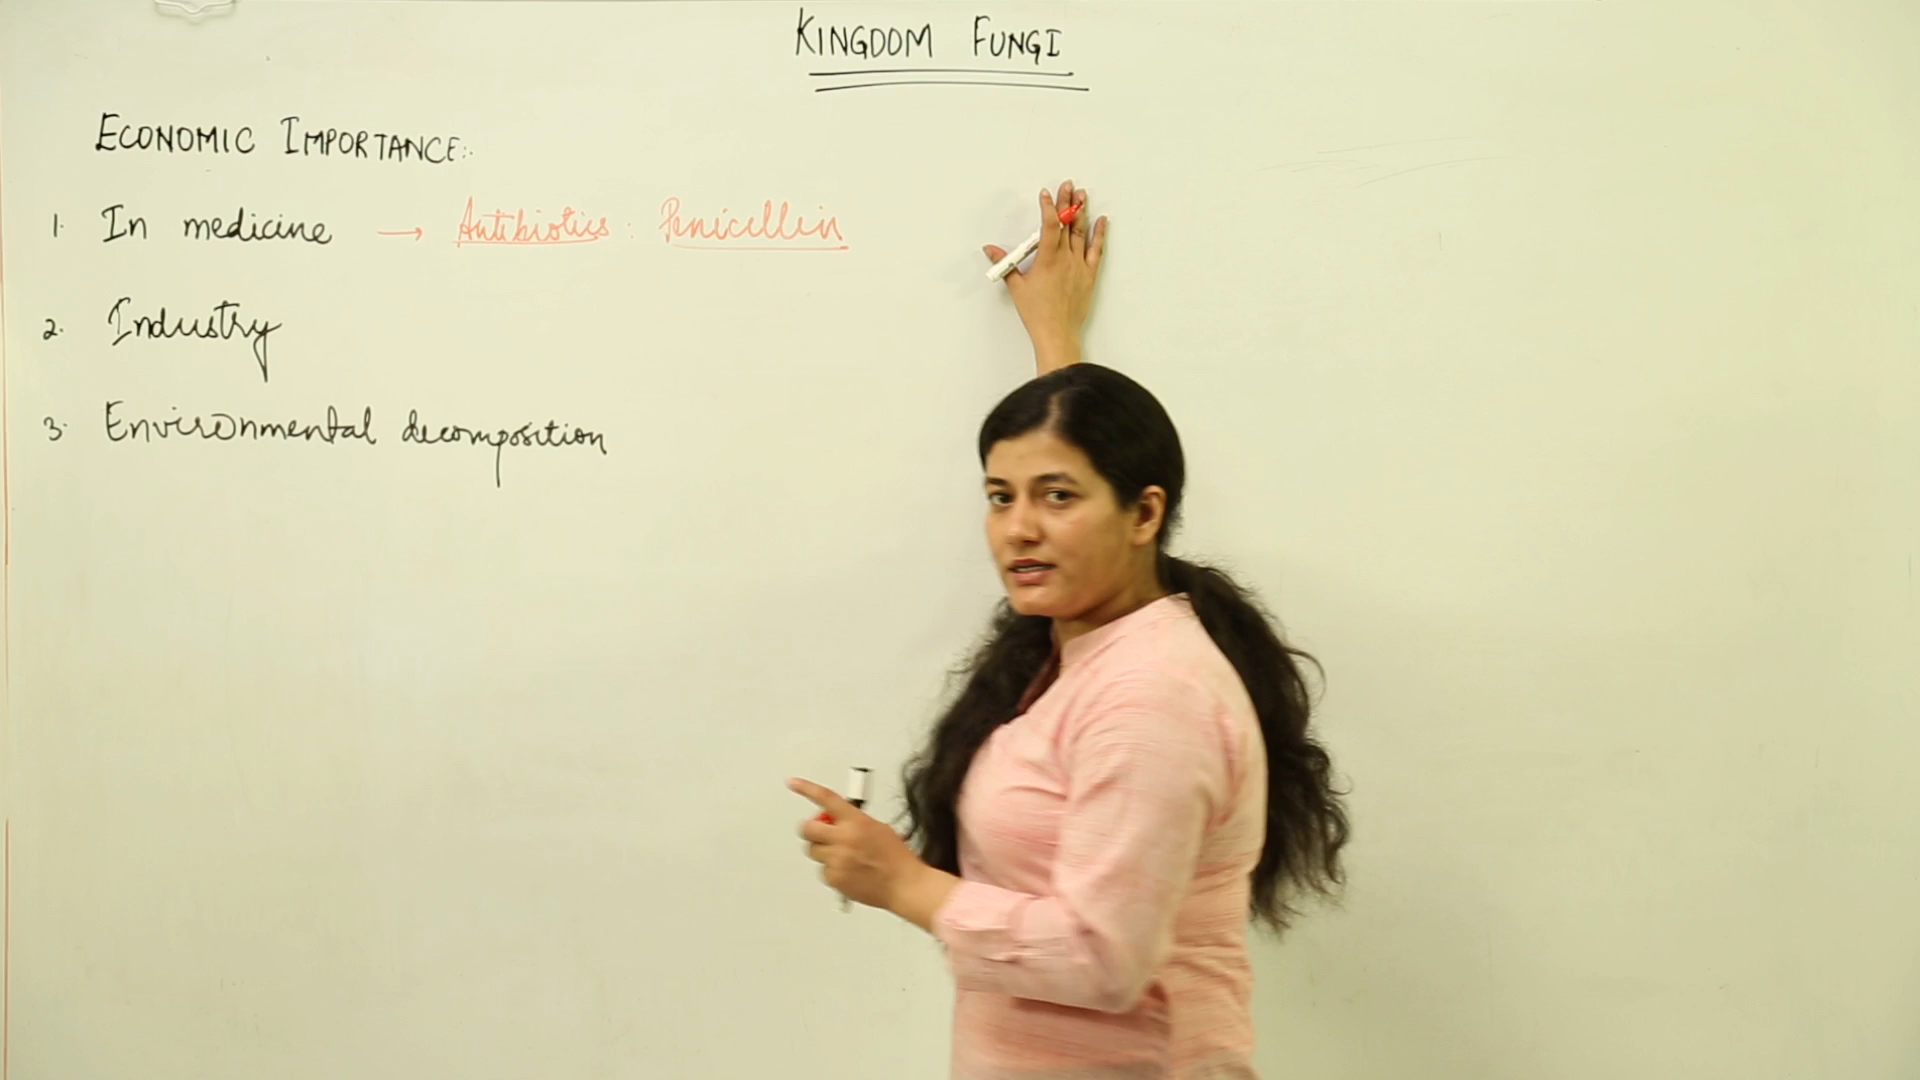 KINGDOM FUNGI
ECONOMIC IMPORTANCE:.
1. In medicine → Antibiotics : Penicillin
2. Industry
3. Environmental decomposition